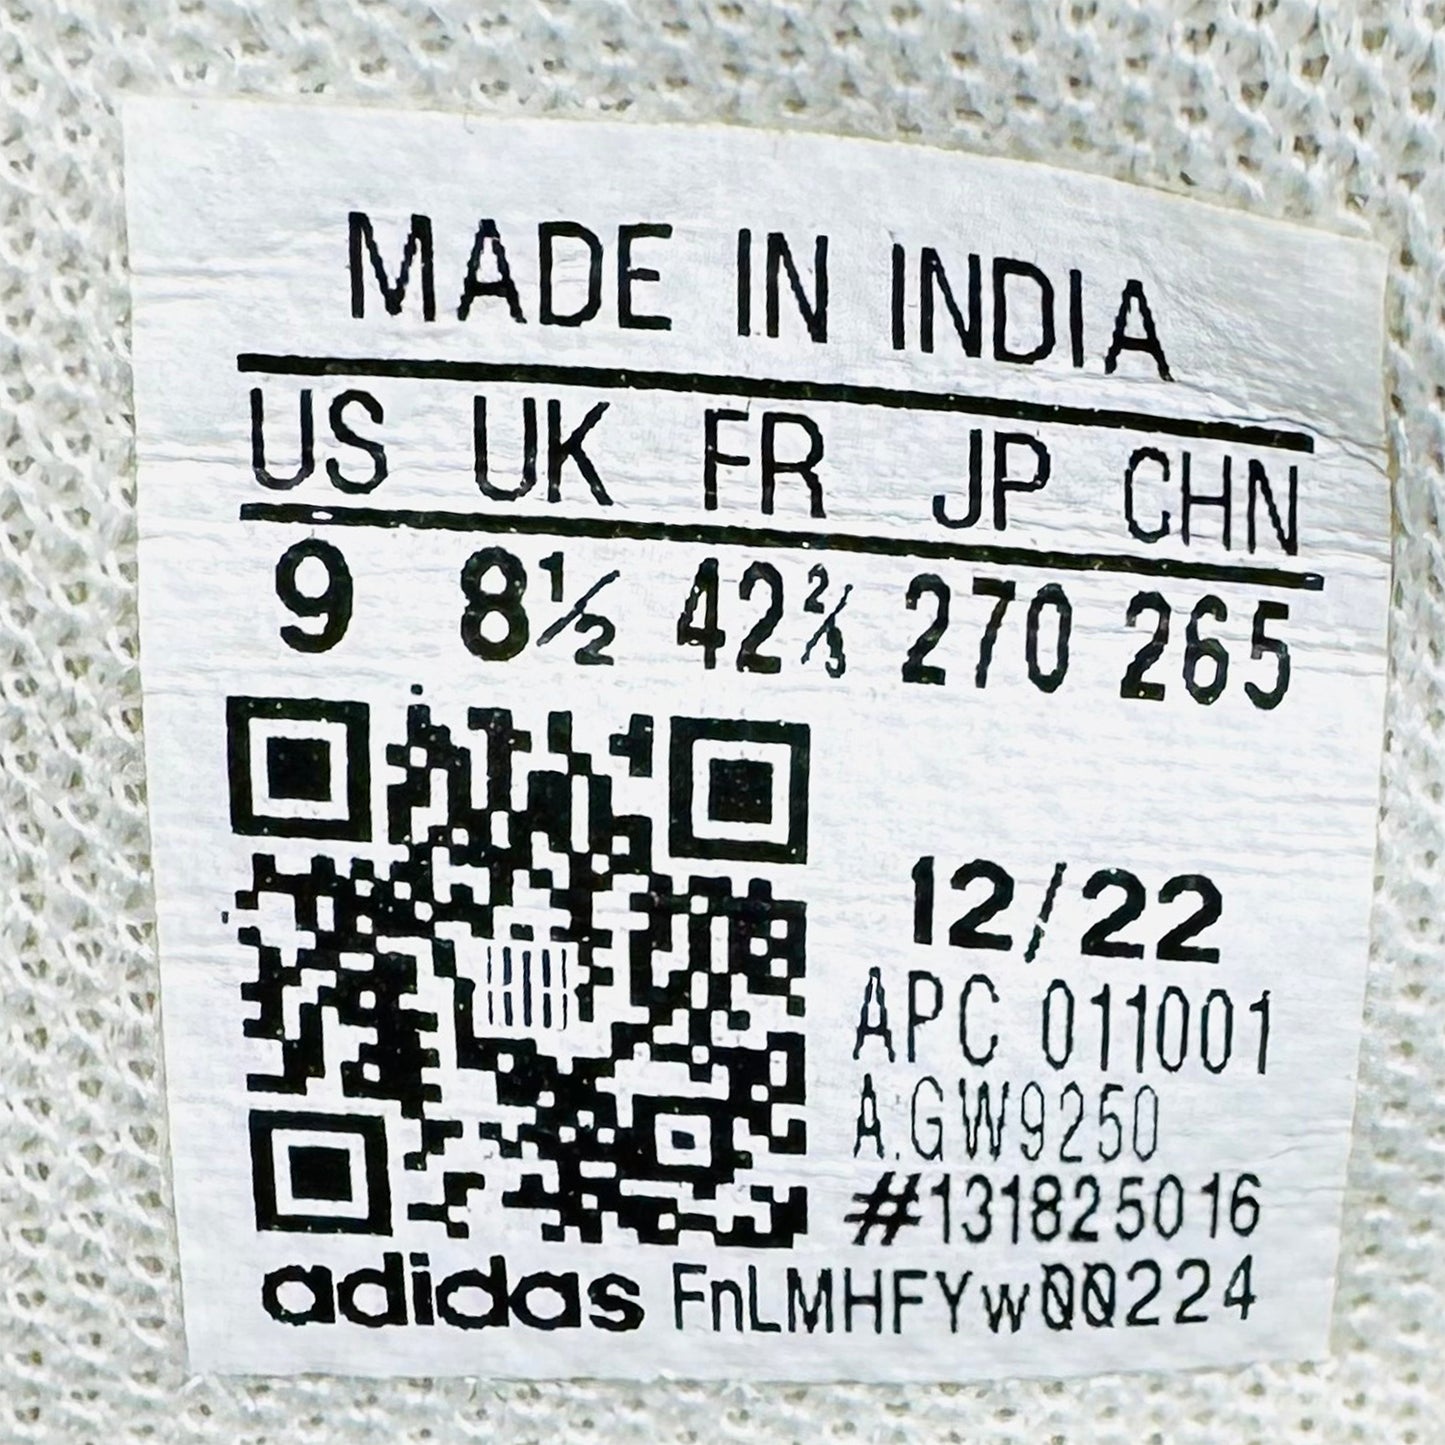 MADE IN INDIA
US UK FR JP CHN
9 8½ 42⅔ 270 265
12/22
APC 011001
A.GW9250
#131825016
adidas FnLMHFYw00224